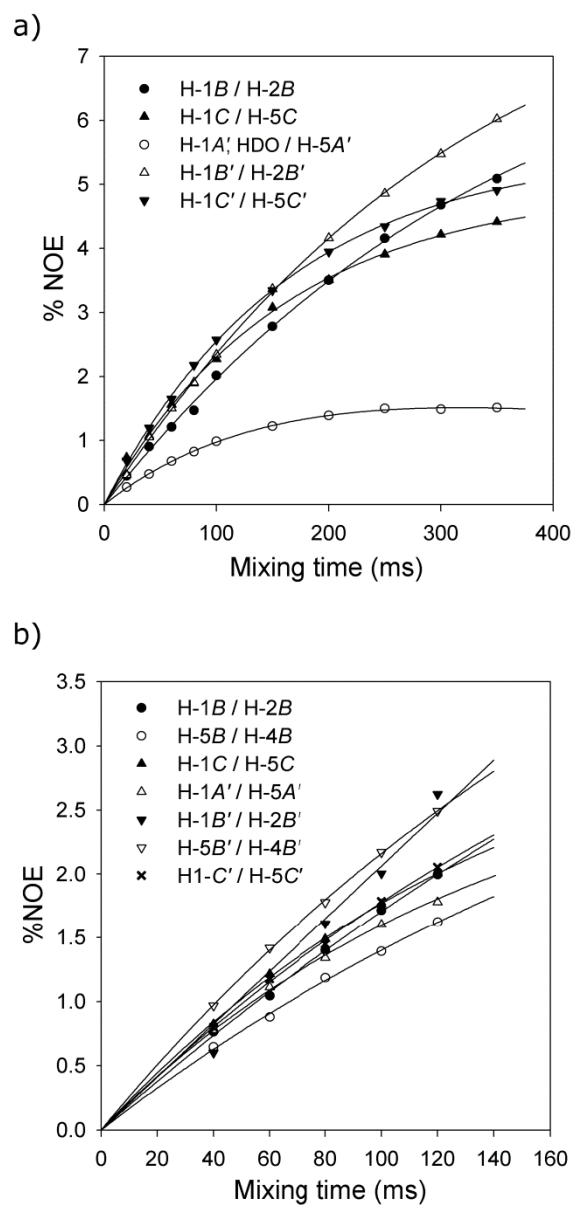 a)
7
6
5
4
3
2
1
0
% NOE
H-1B / H-2B
H-1C / H-5C
H-1A', HDO / H-5A'
H-1B' / H-2B'
H-1C' / H-5C'
0 100 200 300 400
Mixing time (ms)
b)
3.5
3.0
2.5
2.0
1.5
1.0
0.5
0.0
%NOE
H-1B / H-2B
H-5B / H-4B
H-1C / H-5C
H-1A' / H-5A'
H-1B' / H-2B'
H-5B' / H-4B'
H1-C' / H-5C'
0 20 40 60 80 100 120 140 160
Mixing time (ms)